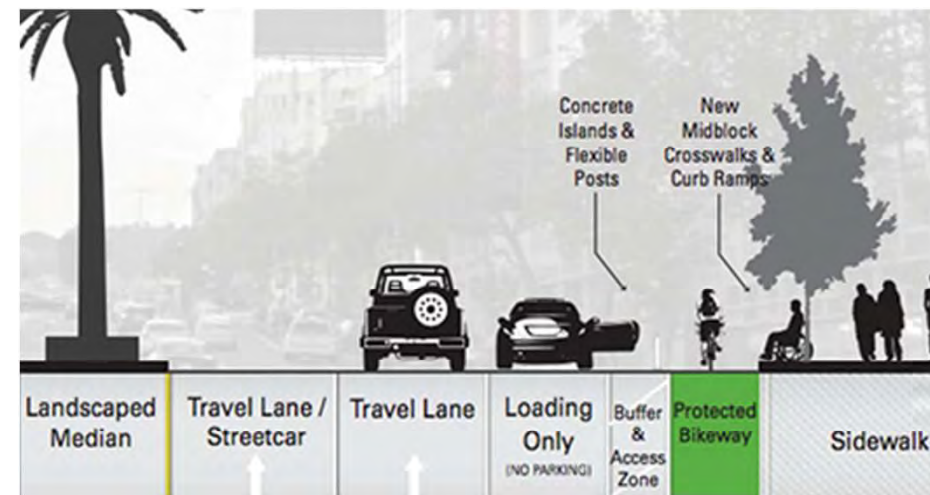 Concrete
Islands &
Flexible
Posts
New
Midblock
Crosswalks &
Curb Ramps
Landscaped
Median
Travel Lane /
Streetcar
Travel Lane
Loading
Only
(NO PARKING)
Buffer
&
Access
Zone
Protected
Bikeway
Sidewalk